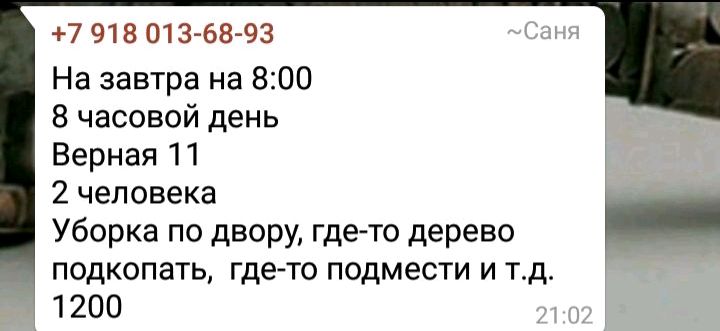 +7 918 013-68-93 ~Саня
На завтра на 8:00
8 часовой день
Верная 11
2 человека
Уборка по двору, где-то дерево
подкопать, где-то подмести и т.д.
1200
21:02